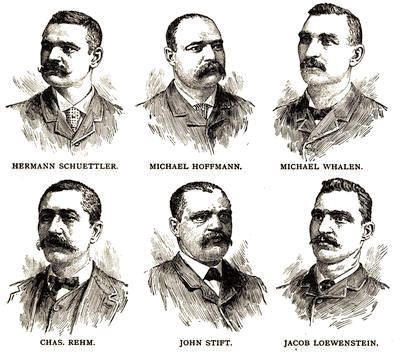 HERMANN SCHUETTLER.
MICHAEL HOFFMANN.
MICHAEL WHALEN.
CHAS. REHM.
JOHN STIFT.
JACOB LOEWENSTEIN.